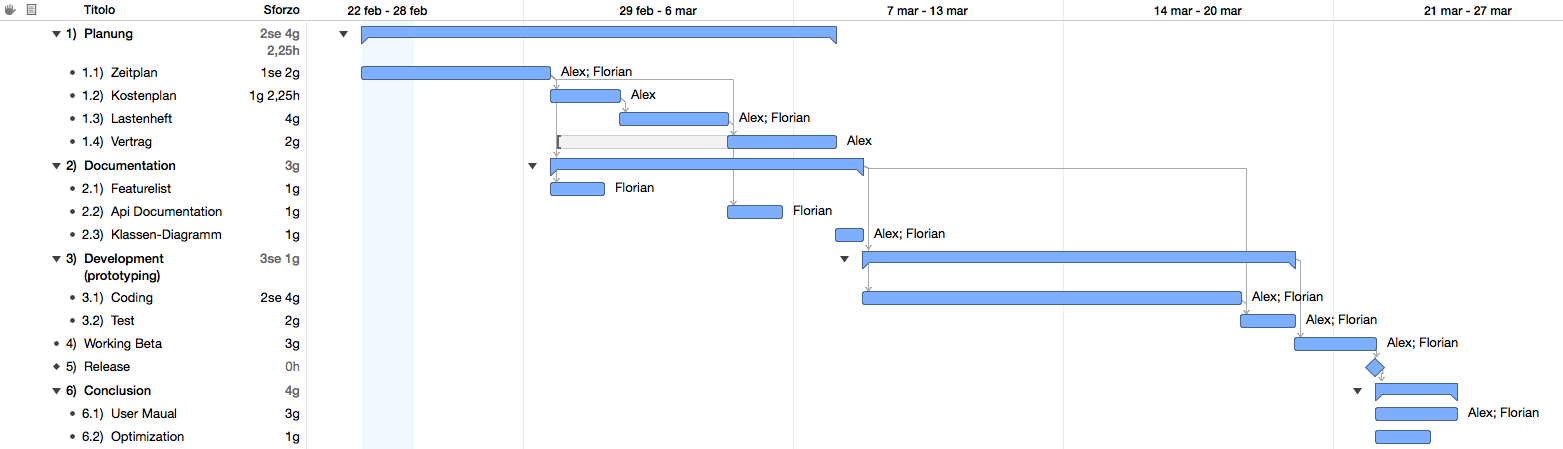 Titolo Sforzo 22 feb - 28 feb 29 feb - 6 mar 7 mar - 13 mar 14 mar - 20 mar 21 mar - 27 mar
1) Planung 2se 4g
2,25h
1.1) Zeitplan 1se 2g Alex; Florian
1.2) Kostenplan 1g 2,25h Alex
1.3) Lastenheft 4g Alex; Florian
1.4) Vertrag 2g Alex
2) Documentation 3g
2.1) Featurelist 1g Florian
2.2) Api Documentation 1g Florian
2.3) Klassen-Diagramm 1g Alex; Florian
3) Development 3se 1g
(prototyping)
3.1) Coding 2se 4g Alex; Florian
3.2) Test 2g Alex; Florian
4) Working Beta 3g Alex; Florian
5) Release 0h
6) Conclusion 4g
6.1) User Maual 3g Alex; Florian
6.2) Optimization 1g